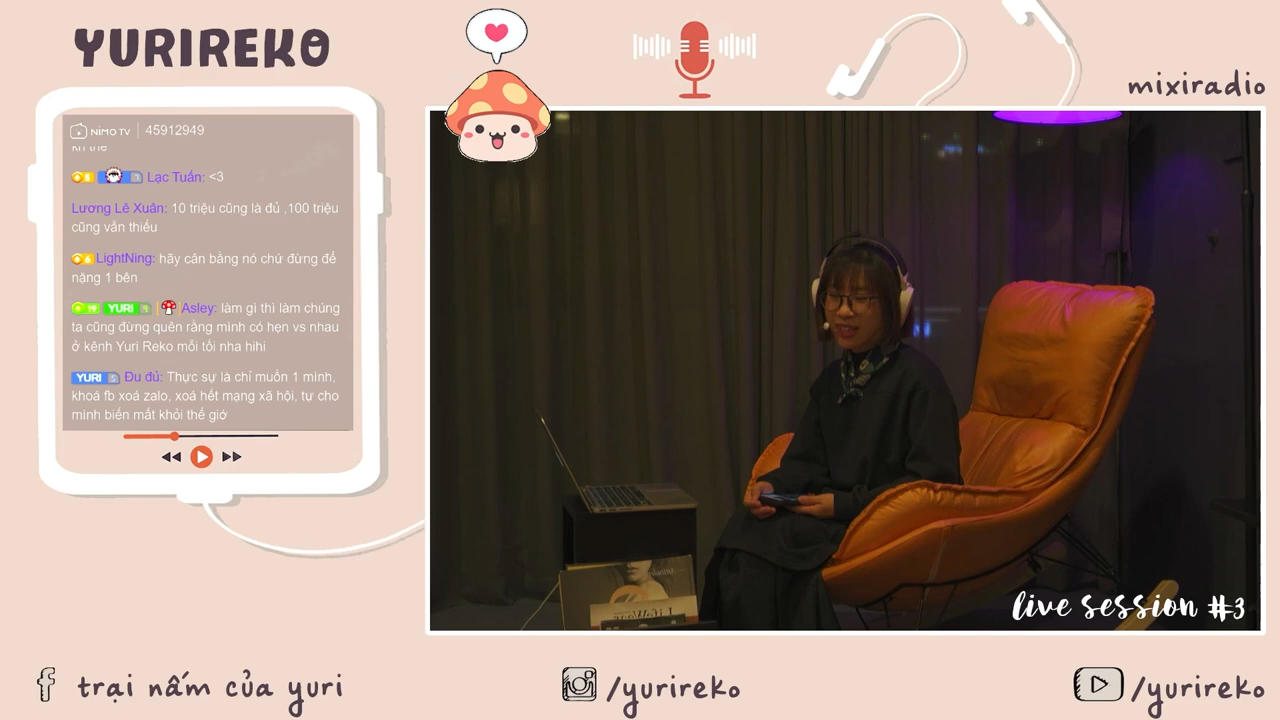 YURIREKO
mixiradio
NIMO TV | 45912949
Lạc Tuấn: <3
Lương Lê Xuân: 10 triệu cũng là đủ ,100 triệu
cũng vẫn thiếu
6 LightNing: hãy cân bằng nó chứ đừng để
nặng 1 bên
19 YURI Asley: làm gì thì làm chúng
ta cũng đừng quên rằng mình có hẹn vs nhau
ở kênh Yuri Reko mỗi tối nha hihi
YURI Đu đủ: Thực sự là chỉ muốn 1 mình,
khoá fb xoá zalo, xoá hết mạng xã hội, tự cho
mình biến mất khỏi thế giớ
live session #3
trại nấm của yuri
/yurireko
/yurireko